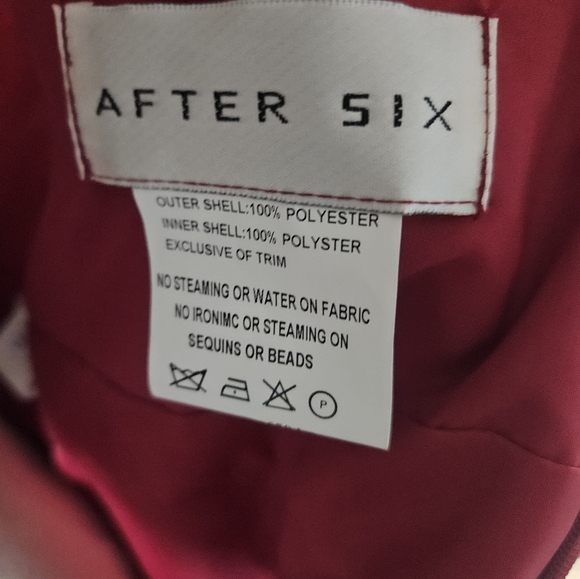 AFTER SIX
OUTER SHELL:100% POLYESTER
INNER SHELL:100% POLYSTER
EXCLUSIVE OF TRIM
NO STEAMING OR WATER ON FABRIC
NO IRONIMC OR STEAMING ON
SEQUINS OR BEADS
P